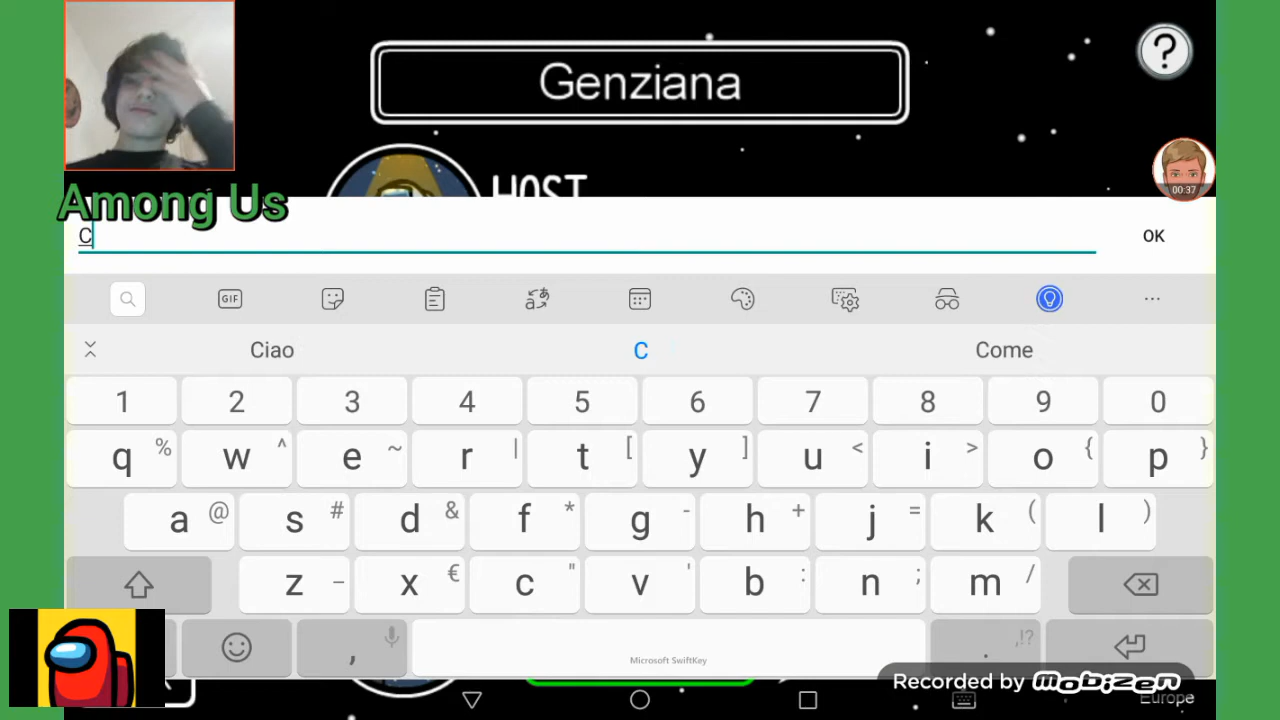 Genziana
?
HOST
00:37
Among Us
C
OK
GIF
Ciao C Come
1 2 3 4 5 6 7 8 9 0
q % w ^ e ~ r | t [ y ] u < i > o { p }
a @ s # d & f * g - h + j = k ( l )
z _ x € c " v ' b : n ; m /
, . ,!?
Microsoft SwiftKey
Recorded by mobizen
Europe